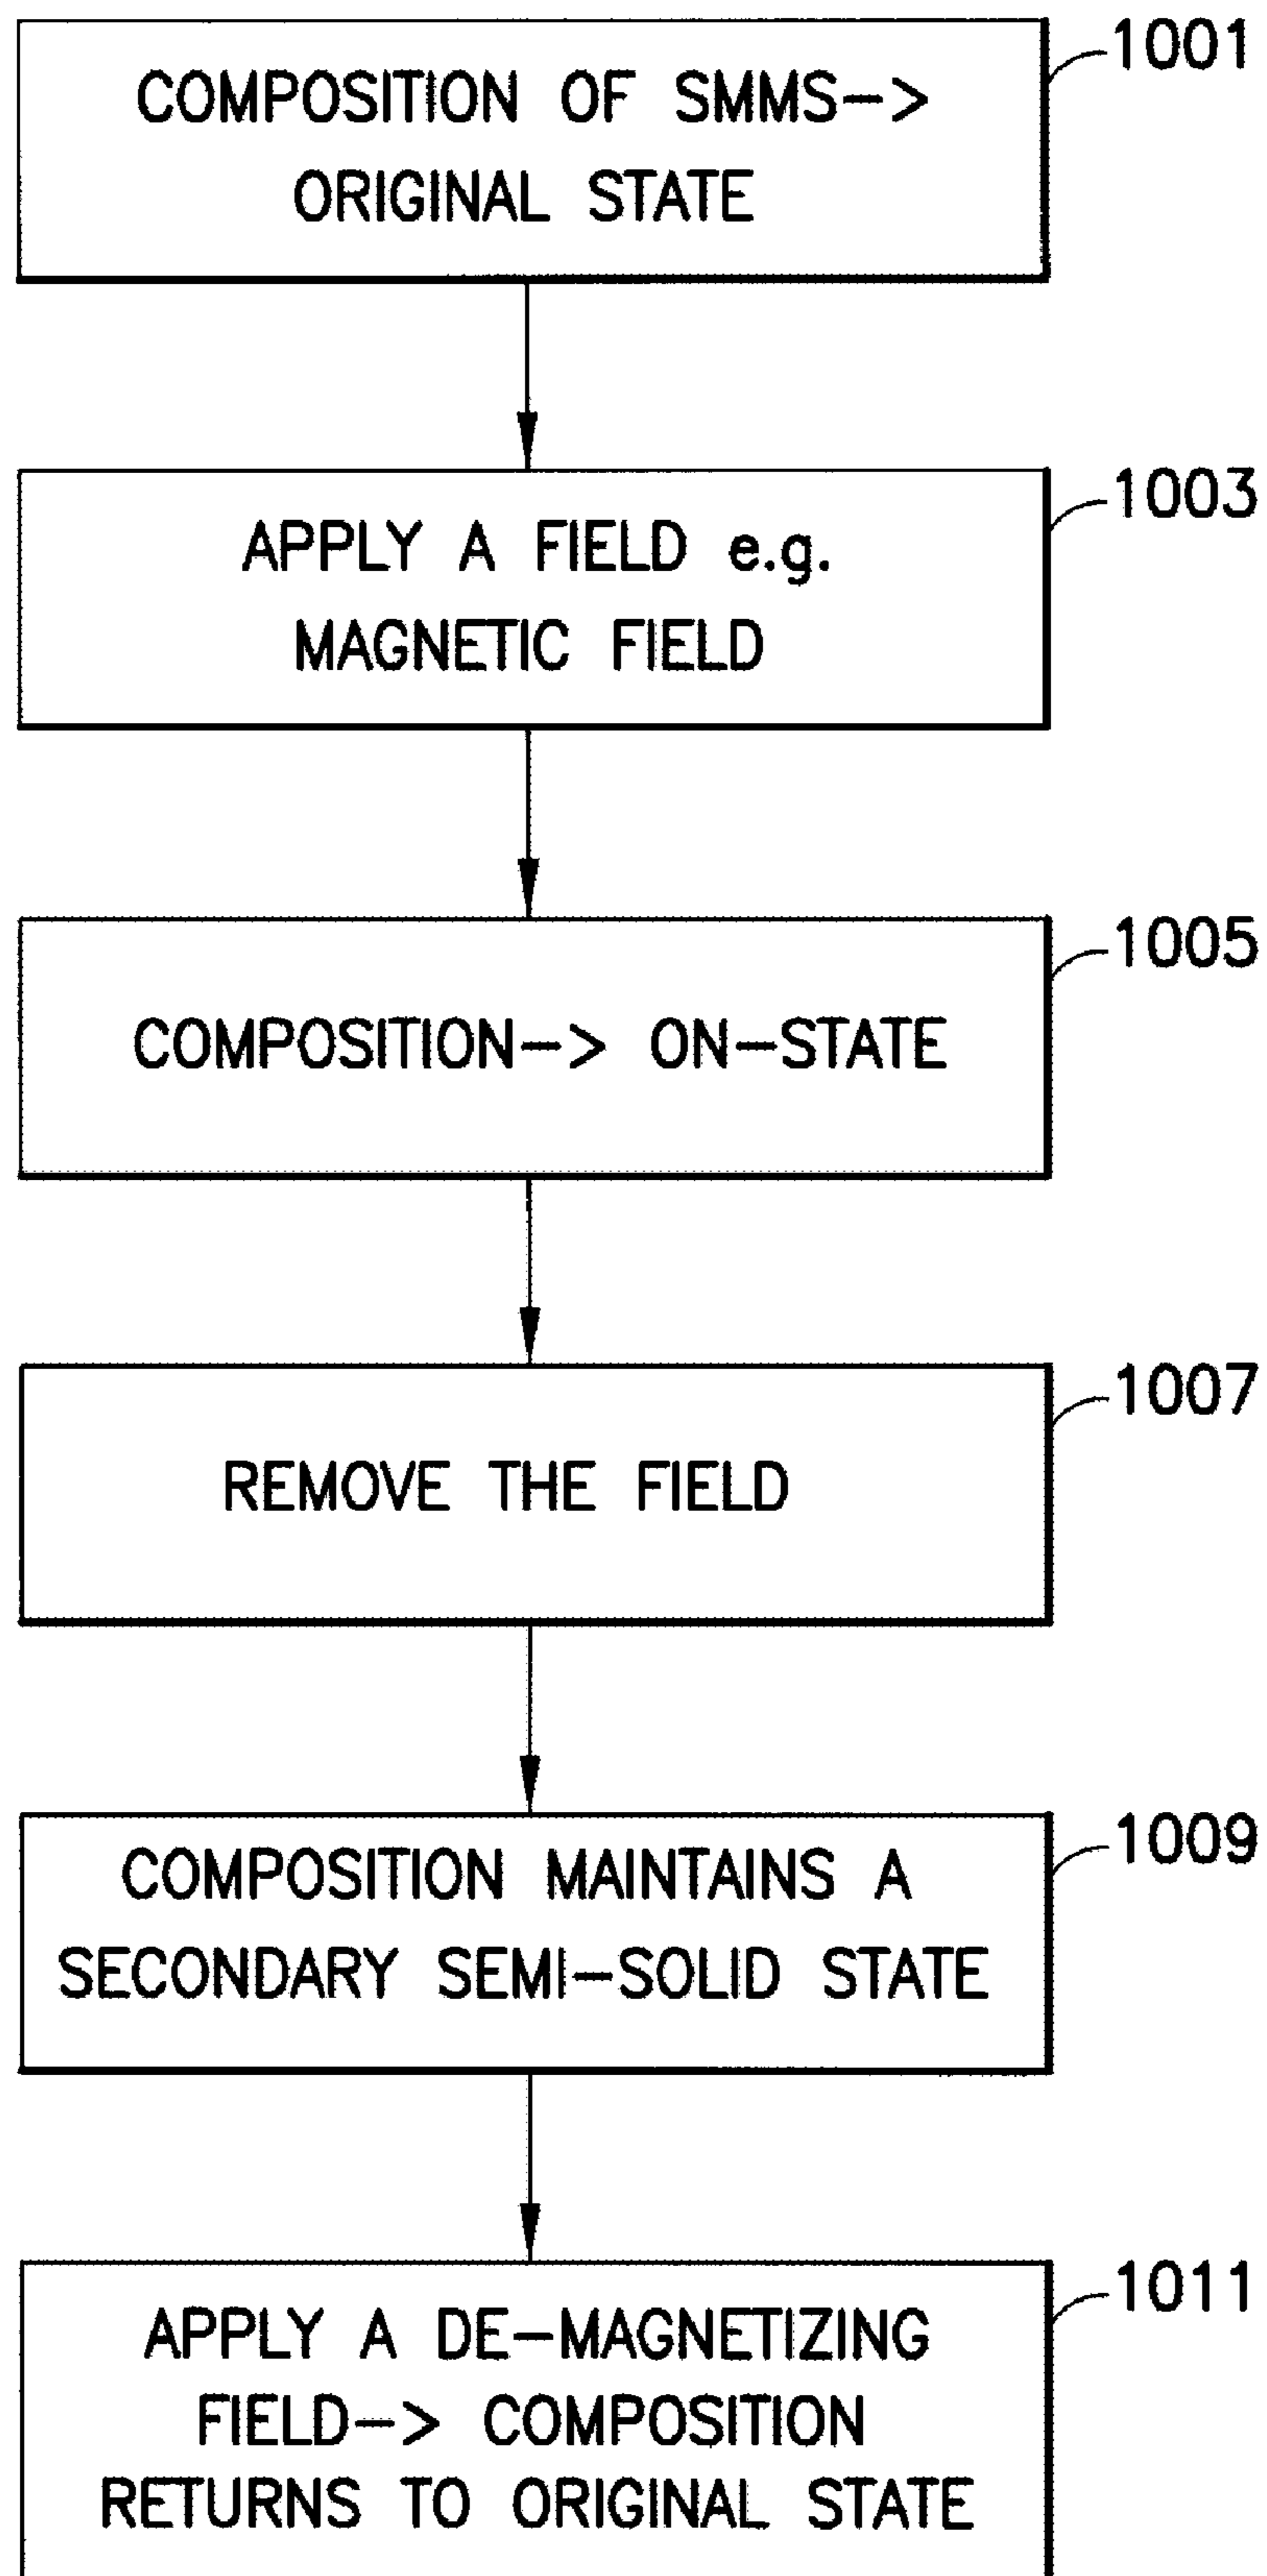 1001
COMPOSITION OF SMMS->
ORIGINAL STATE
1003
APPLY A FIELD e.g.
MAGNETIC FIELD
1005
COMPOSITION-> ON-STATE
1007
REMOVE THE FIELD
1009
COMPOSITION MAINTAINS A
SECONDARY SEMI-SOLID STATE
1011
APPLY A DE-MAGNETIZING
FIELD-> COMPOSITION
RETURNS TO ORIGINAL STATE